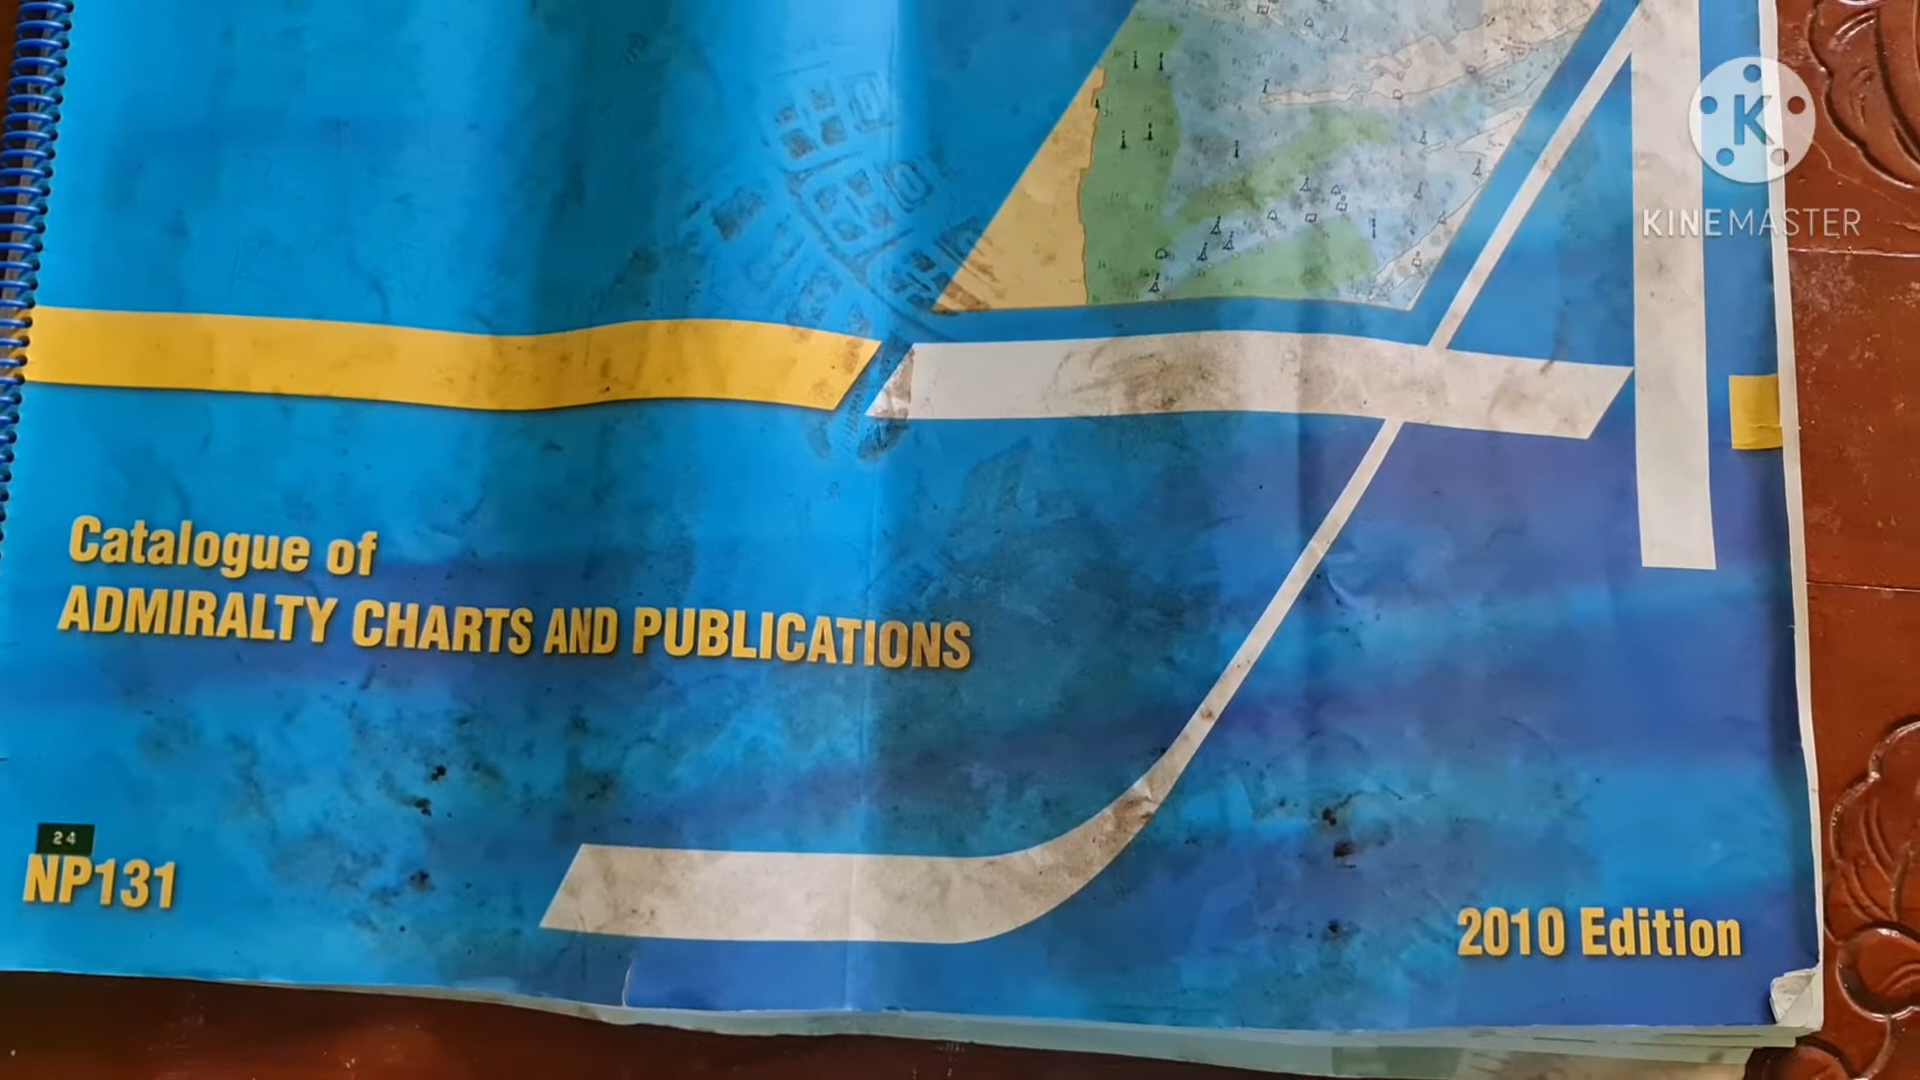 K
KINEMASTER
Catalogue of
ADMIRALTY CHARTS AND PUBLICATIONS
24
NP131
2010 Edition